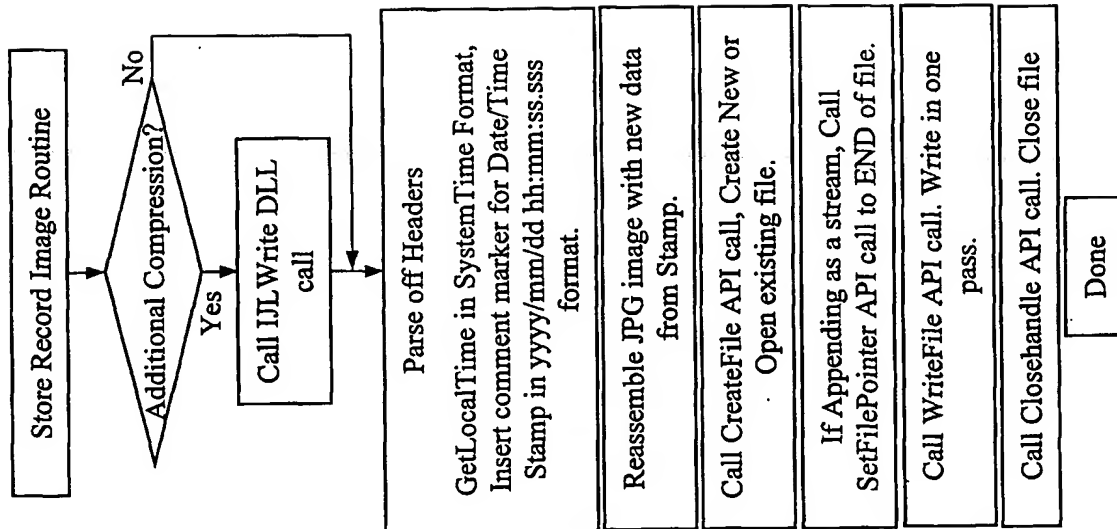 Store Record Image Routine
Additional Compression?
No
Yes
Call IJLWrite DLL
call
Parse off Headers
GetLocalTime in SystemTime Format,
Insert comment marker for Date/Time
Stamp in yyyy/mm/dd hh:mm:ss.sss
format.
Reassemble JPG image with new data
from Stamp.
Call CreateFile API call, Create New or
Open existing file.
If Appending as a stream, Call
SetFilePointer API call to END of file.
Call WriteFile API call. Write in one
pass.
Call Closehandle API call. Close file
Done